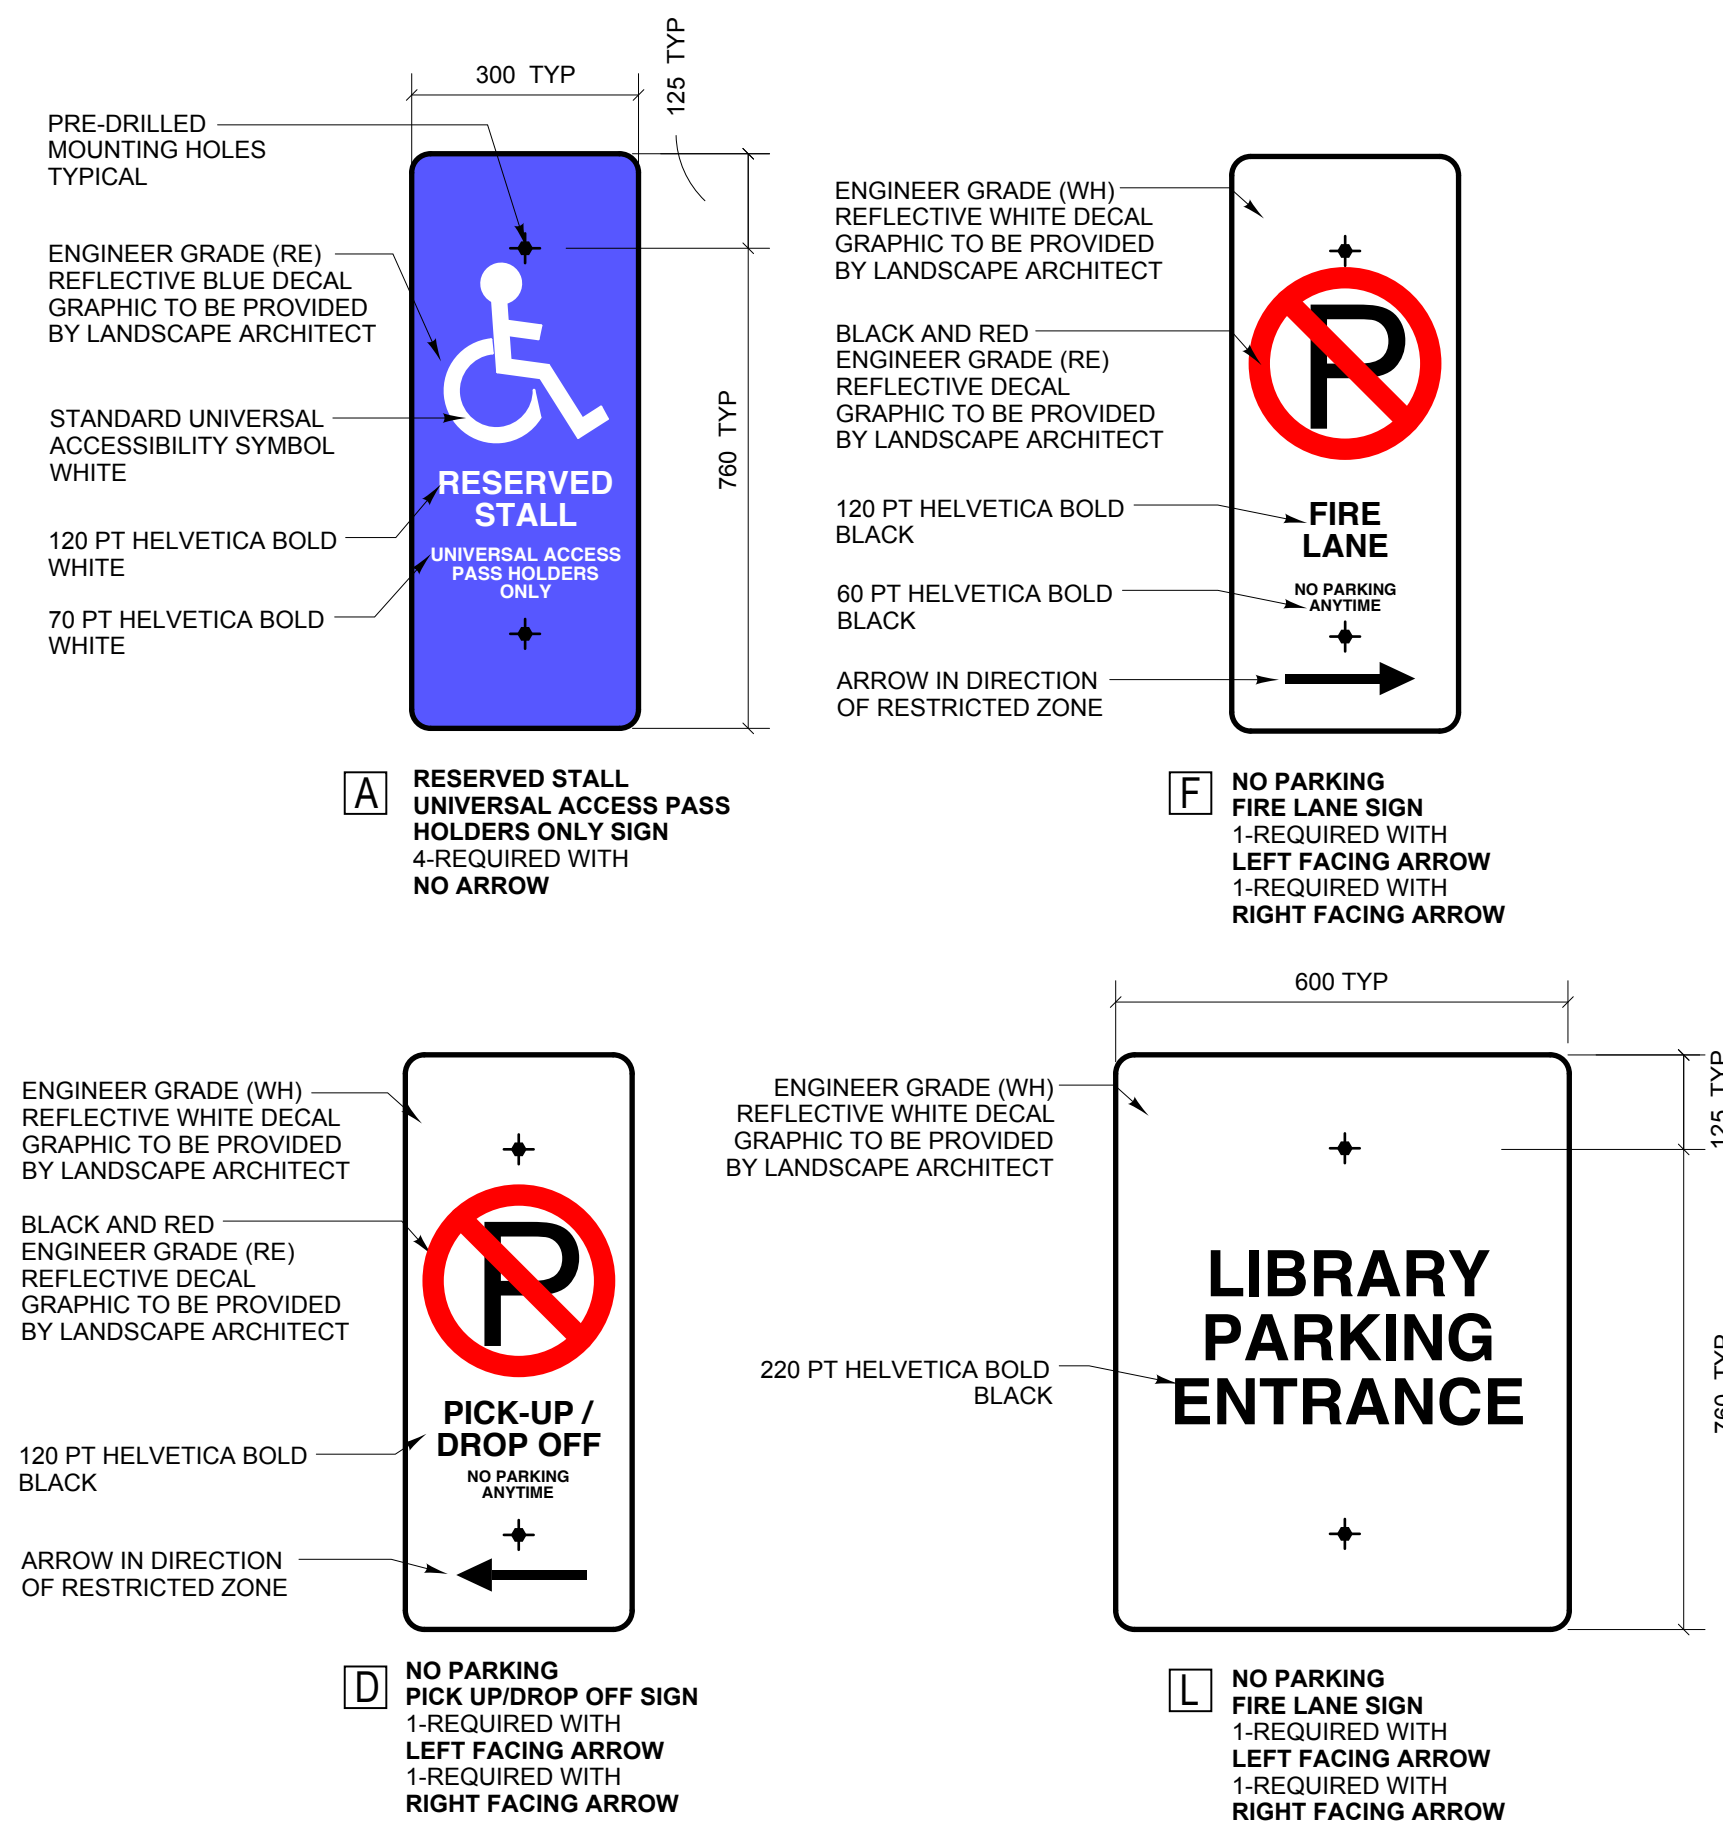 300 TYP
125 TYP
PRE-DRILLED
MOUNTING HOLES
TYPICAL
ENGINEER GRADE (RE)
REFLECTIVE BLUE DECAL
GRAPHIC TO BE PROVIDED
BY LANDSCAPE ARCHITECT
STANDARD UNIVERSAL
ACCESSIBILITY SYMBOL
WHITE
120 PT HELVETICA BOLD
WHITE
70 PT HELVETICA BOLD
WHITE
RESERVED
STALL
UNIVERSAL ACCESS
PASS HOLDERS
ONLY
760 TYP
A
RESERVED STALL
UNIVERSAL ACCESS PASS
HOLDERS ONLY SIGN
4-REQUIRED WITH
NO ARROW
ENGINEER GRADE (WH)
REFLECTIVE WHITE DECAL
GRAPHIC TO BE PROVIDED
BY LANDSCAPE ARCHITECT
BLACK AND RED
ENGINEER GRADE (RE)
REFLECTIVE DECAL
GRAPHIC TO BE PROVIDED
BY LANDSCAPE ARCHITECT
120 PT HELVETICA BOLD
BLACK
60 PT HELVETICA BOLD
BLACK
ARROW IN DIRECTION
OF RESTRICTED ZONE
P
FIRE
LANE
NO PARKING
ANYTIME
F
NO PARKING
FIRE LANE SIGN
1-REQUIRED WITH
LEFT FACING ARROW
1-REQUIRED WITH
RIGHT FACING ARROW
ENGINEER GRADE (WH)
REFLECTIVE WHITE DECAL
GRAPHIC TO BE PROVIDED
BY LANDSCAPE ARCHITECT
BLACK AND RED
ENGINEER GRADE (RE)
REFLECTIVE DECAL
GRAPHIC TO BE PROVIDED
BY LANDSCAPE ARCHITECT
120 PT HELVETICA BOLD
BLACK
ARROW IN DIRECTION
OF RESTRICTED ZONE
P
PICK-UP /
DROP OFF
NO PARKING
ANYTIME
D
NO PARKING
PICK UP/DROP OFF SIGN
1-REQUIRED WITH
LEFT FACING ARROW
1-REQUIRED WITH
RIGHT FACING ARROW
600 TYP
ENGINEER GRADE (WH)
REFLECTIVE WHITE DECAL
GRAPHIC TO BE PROVIDED
BY LANDSCAPE ARCHITECT
220 PT HELVETICA BOLD
BLACK
LIBRARY
PARKING
ENTRANCE
125 TYP
760 TYP
L
NO PARKING
FIRE LANE SIGN
1-REQUIRED WITH
LEFT FACING ARROW
1-REQUIRED WITH
RIGHT FACING ARROW